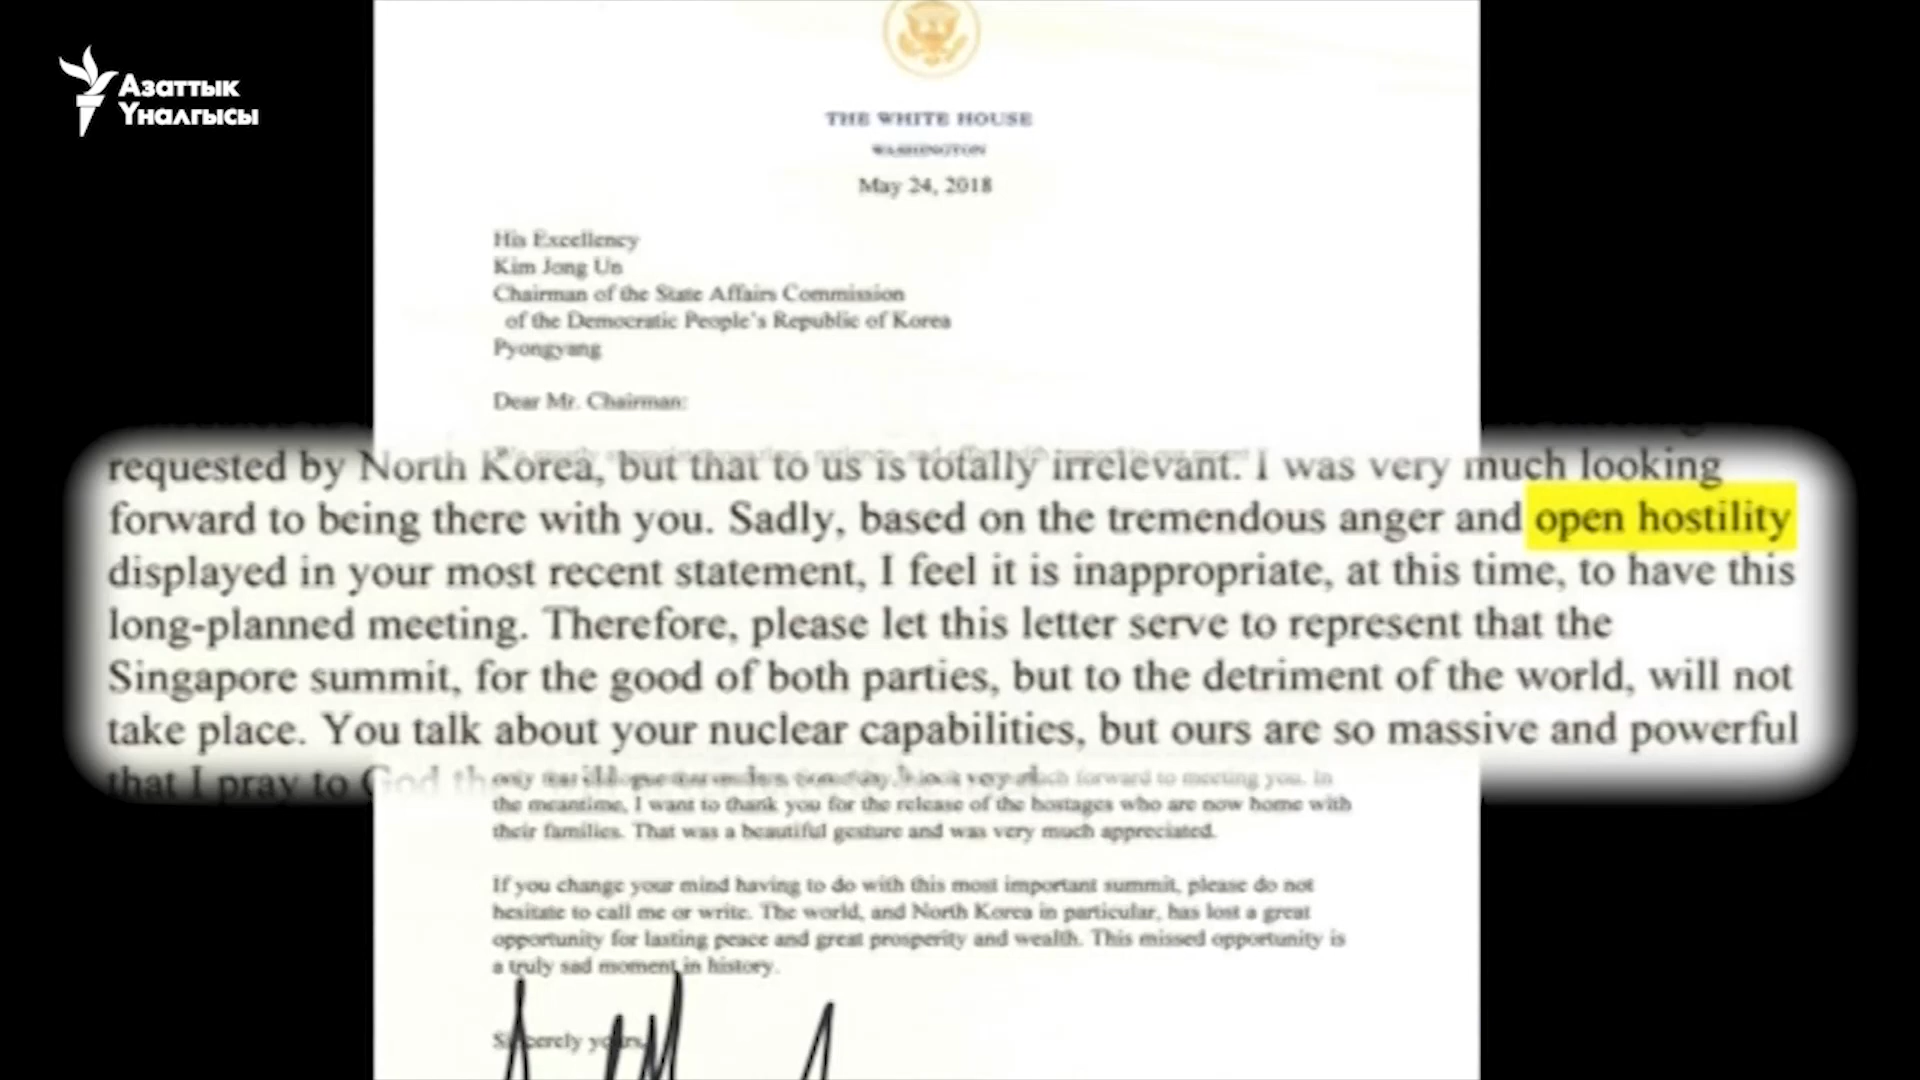 Азаттык
Үналгысы
THE WHITE HOUSE
WASHINGTON
May 24, 2018
His Excellency
Kim Jong Un
Chairman of the State Affairs Commission
of the Democratic People's Republic of Korea
Pyongyang
Dear Mr. Chairman:
requested by North Korea, but that to us is totally irrelevant. I was very much looking
forward to being there with you. Sadly, based on the tremendous anger and open hostility
displayed in your most recent statement, I feel it is inappropriate, at this time, to have this
long-planned meeting. Therefore, please let this letter serve to represent that the
Singapore summit, for the good of both parties, but to the detriment of the world, will not
take place. You talk about your nuclear capabilities, but ours are so massive and powerful
that I pray to God
forward to meeting you. In
the meantime, I want to thank you for the release of the hostages who are now home with
their families. That was a beautiful gesture and was very much appreciated.
If you change your mind having to do with this most important summit, please do not
hesitate to call me or write. The world, and North Korea in particular, has lost a great
opportunity for lasting peace and great prosperity and wealth. This missed opportunity is
a truly sad moment in history.
Sincerely yours,